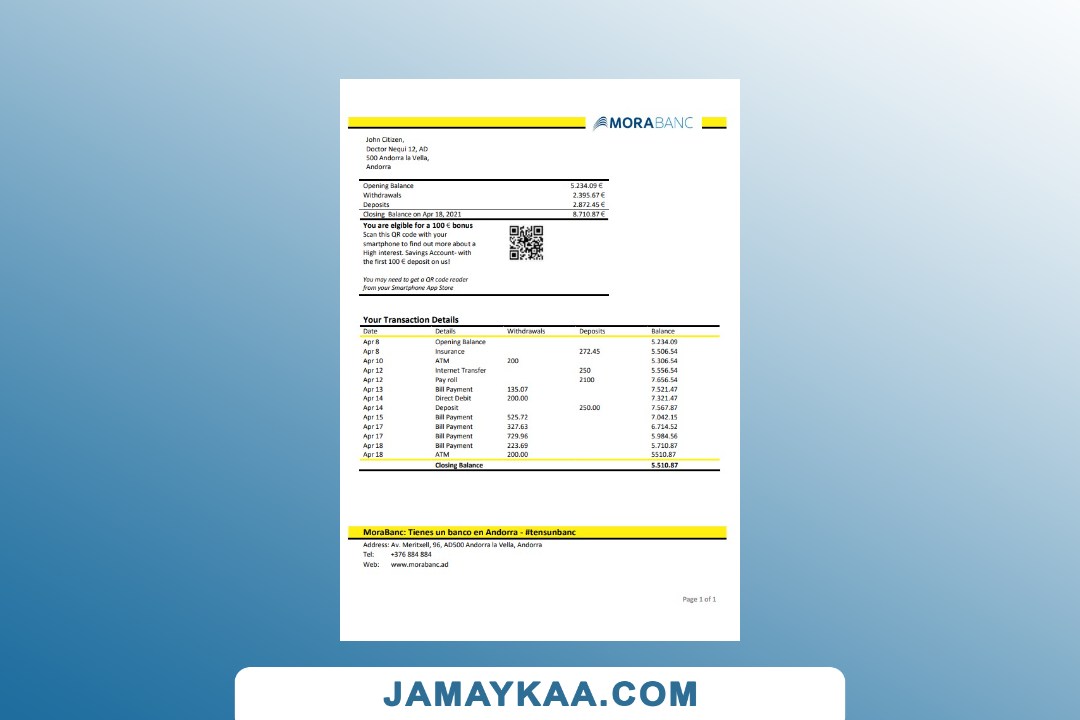 MORABANC
John Citizen,
Doctor Nequi 12, AD
500 Andorra la Vella,
Andorra
Opening Balance 5.234.09 €
Withdrawals 2.395.67 €
Deposits 2.872.45 €
Closing Balance on Apr 18, 2021 8.710.87 €
You are elgible for a 100 € bonus
Scan this QR code with your
smartphone to find out more about a
High interest. Savings Account- with
the first 100 € deposit on us!
You may need to get a QR code reader
from your Smartphone App Store
Your Transaction Details
Date Details Withdrawals Deposits Balance
Apr 8 Opening Balance 5.234.09
Apr 8 Insurance 272.45 5.506.54
Apr 10 ATM 200 5.306.54
Apr 12 Internet Transfer 250 5.556.54
Apr 12 Pay roll 2100 7.656.54
Apr 13 Bill Payment 135.07 7.521.47
Apr 14 Direct Debit 200.00 7.321.47
Apr 14 Deposit 250.00 7.567.87
Apr 15 Bill Payment 525.72 7.042.15
Apr 17 Bill Payment 327.63 6.714.52
Apr 17 Bill Payment 729.96 5.984.56
Apr 18 Bill Payment 223.69 5.710.87
Apr 18 ATM 200.00 5510.87
Closing Balance 5.510.87
MoraBanc: Tienes un banco en Andorra - #tensunbanc
Address: Av. Meritxell, 96, AD500 Andorra la Vella, Andorra
Tel: +376 884 884
Web: www.morabanc.ad
Page 1 of 1
JAMAYKAA.COM